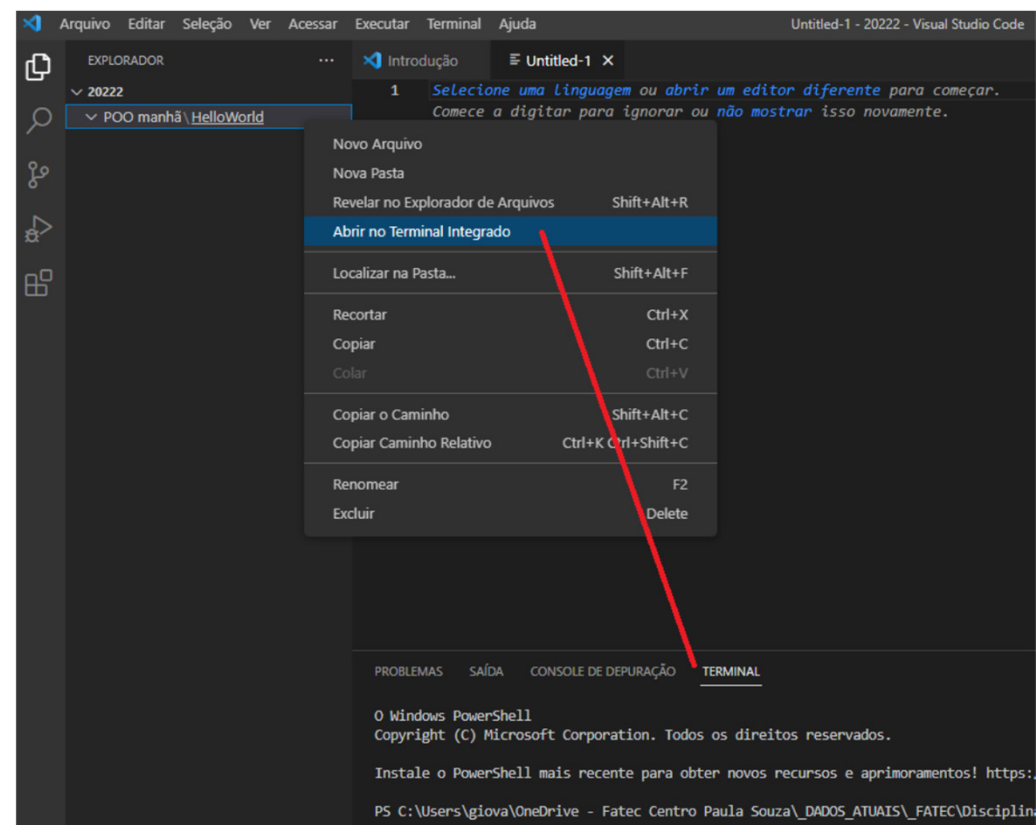 Arquivo Editar Seleção Ver Acessar Executar Terminal Ajuda Untitled-1 - 20222 - Visual Studio Code
EXPLORADOR ···
20222
POO manhã\HelloWorld
Introdução Untitled-1
1 Selecione uma linguagem ou abrir um editor diferente para começar.
Comece a digitar para ignorar ou não mostrar isso novamente.
Novo Arquivo
Nova Pasta
Revelar no Explorador de Arquivos Shift+Alt+R
Abrir no Terminal Integrado
Localizar na Pasta... Shift+Alt+F
Recortar Ctrl+X
Copiar Ctrl+C
Colar Ctrl+V
Copiar o Caminho Shift+Alt+C
Copiar Caminho Relativo Ctrl+K Ctrl+Shift+C
Renomear F2
Excluir Delete
PROBLEMAS SAÍDA CONSOLE DE DEPURAÇÃO TERMINAL
O Windows PowerShell
Copyright (C) Microsoft Corporation. Todos os direitos reservados.
Instale o PowerShell mais recente para obter novos recursos e aprimoramentos! https:/
PS C:\Users\giova\OneDrive - Fatec Centro Paula Souza\_DADOS_ATUAIS\_FATEC\Disciplina